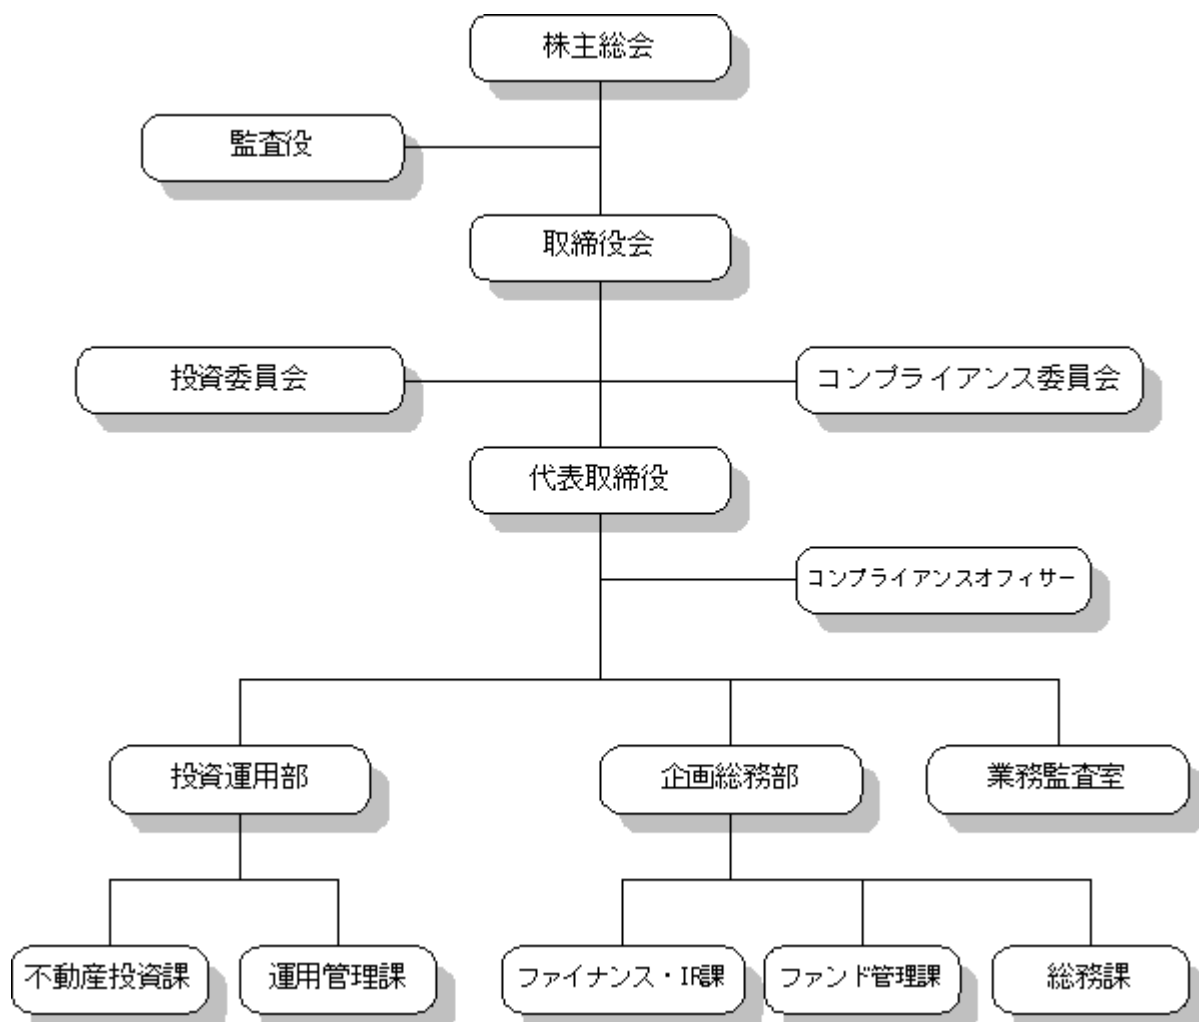 株主総会
監査役
取締役会
投資委員会
コンプライアンス委員会
代表取締役
コンプライアンスオフィサー
投資運用部
企画総務部
業務監査室
不動産投資課
運用管理課
ファイナンス・IR課
ファンド管理課
総務課